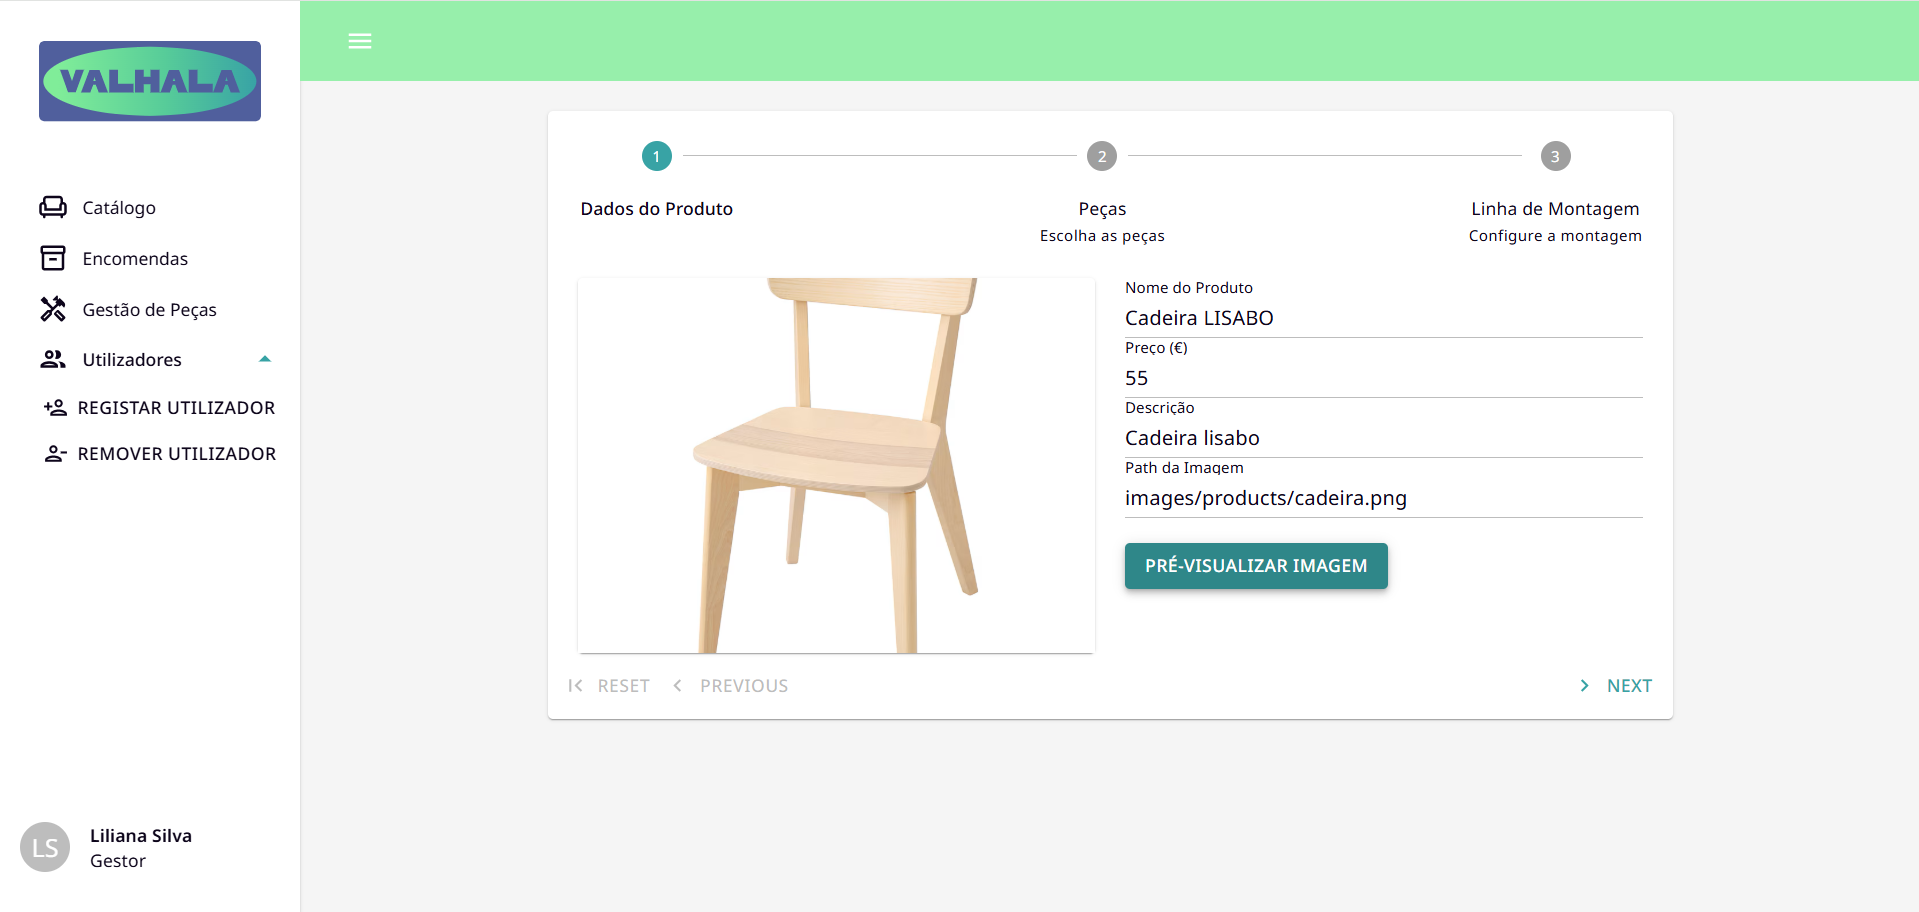 VALHALA
Catálogo
Encomendas
Gestão de Peças
Utilizadores
REGISTAR UTILIZADOR
REMOVER UTILIZADOR
LS
Liliana Silva
Gestor
1
2
3
Dados do Produto
Peças
Escolha as peças
Linha de Montagem
Configure a montagem
Nome do Produto
Cadeira LISABO
Preço (€)
55
Descrição
Cadeira lisabo
Path da Imagem
images/products/cadeira.png
PRÉ-VISUALIZAR IMAGEM
RESET
PREVIOUS
NEXT